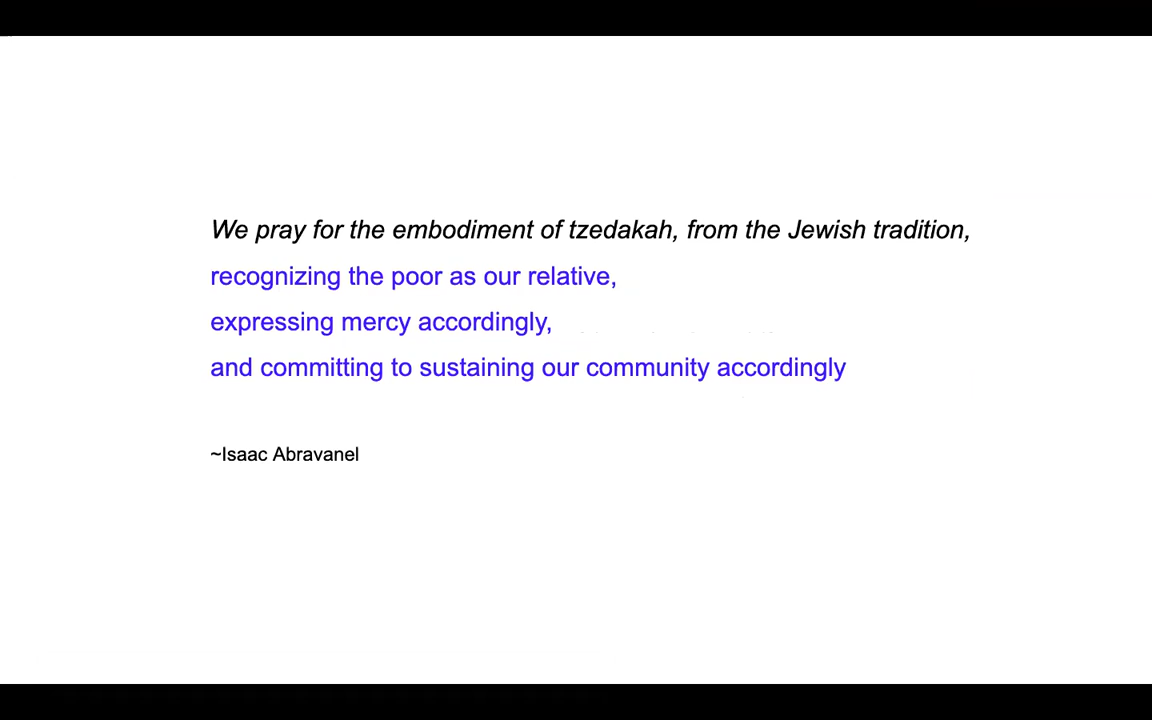 We pray for the embodiment of tzedakah, from the Jewish tradition,
recognizing the poor as our relative,
expressing mercy accordingly,
and committing to sustaining our community accordingly
~Isaac Abravanel